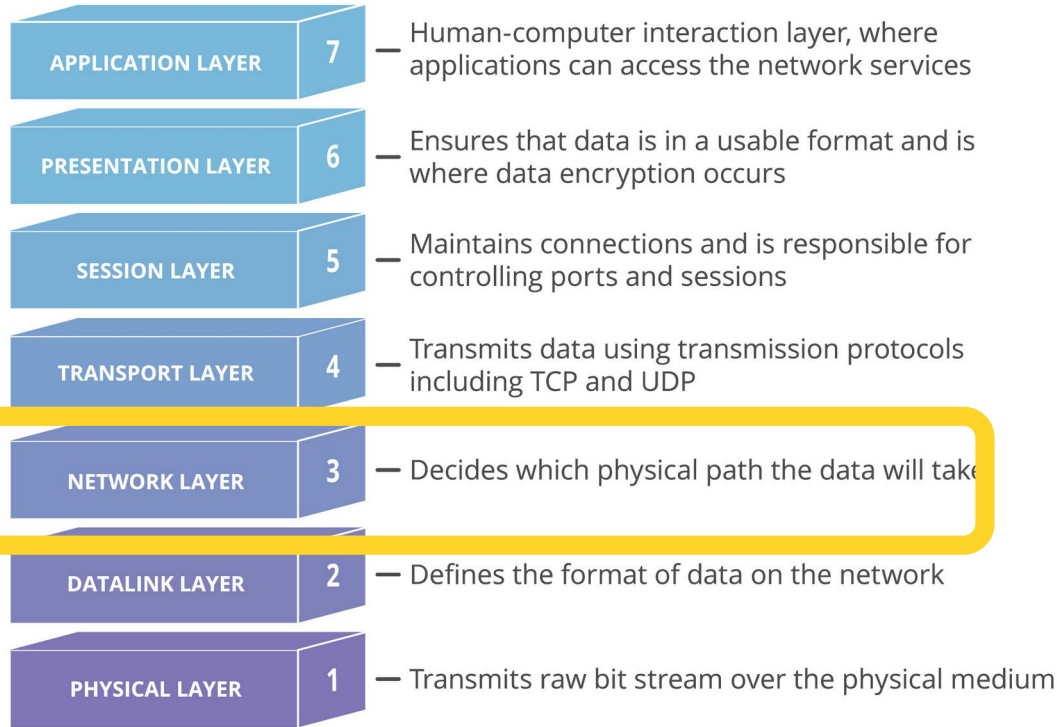 APPLICATION LAYER 7 — Human-computer interaction layer, where
applications can access the network services
PRESENTATION LAYER 6 — Ensures that data is in a usable format and is
where data encryption occurs
SESSION LAYER 5 — Maintains connections and is responsible for
controlling ports and sessions
TRANSPORT LAYER 4 — Transmits data using transmission protocols
including TCP and UDP
NETWORK LAYER 3 — Decides which physical path the data will take
DATALINK LAYER 2 — Defines the format of data on the network
PHYSICAL LAYER 1 — Transmits raw bit stream over the physical medium